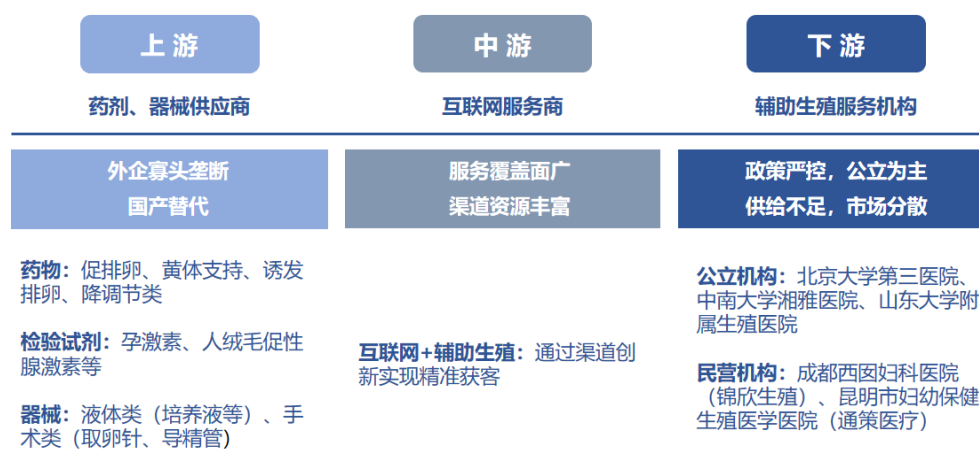 上游
中游
下游
药剂、器械供应商
互联网服务商
辅助生殖服务机构
外企寡头垄断
国产替代
服务覆盖面广
渠道资源丰富
政策严控，公立为主
供给不足，市场分散
药物：促排卵、黄体支持、诱发
排卵、降调节类
检验试剂：孕激素、人绒毛促性
腺激素等
器械：液体类（培养液等）、手
术类（取卵针、导精管）
互联网+辅助生殖：通过渠道创
新实现精准获客
公立机构：北京大学第三医院、
中南大学湘雅医院、山东大学附
属生殖医院
民营机构：成都西囡妇科医院
（锦欣生殖）、昆明市妇幼保健
生殖医学医院（通策医疗）